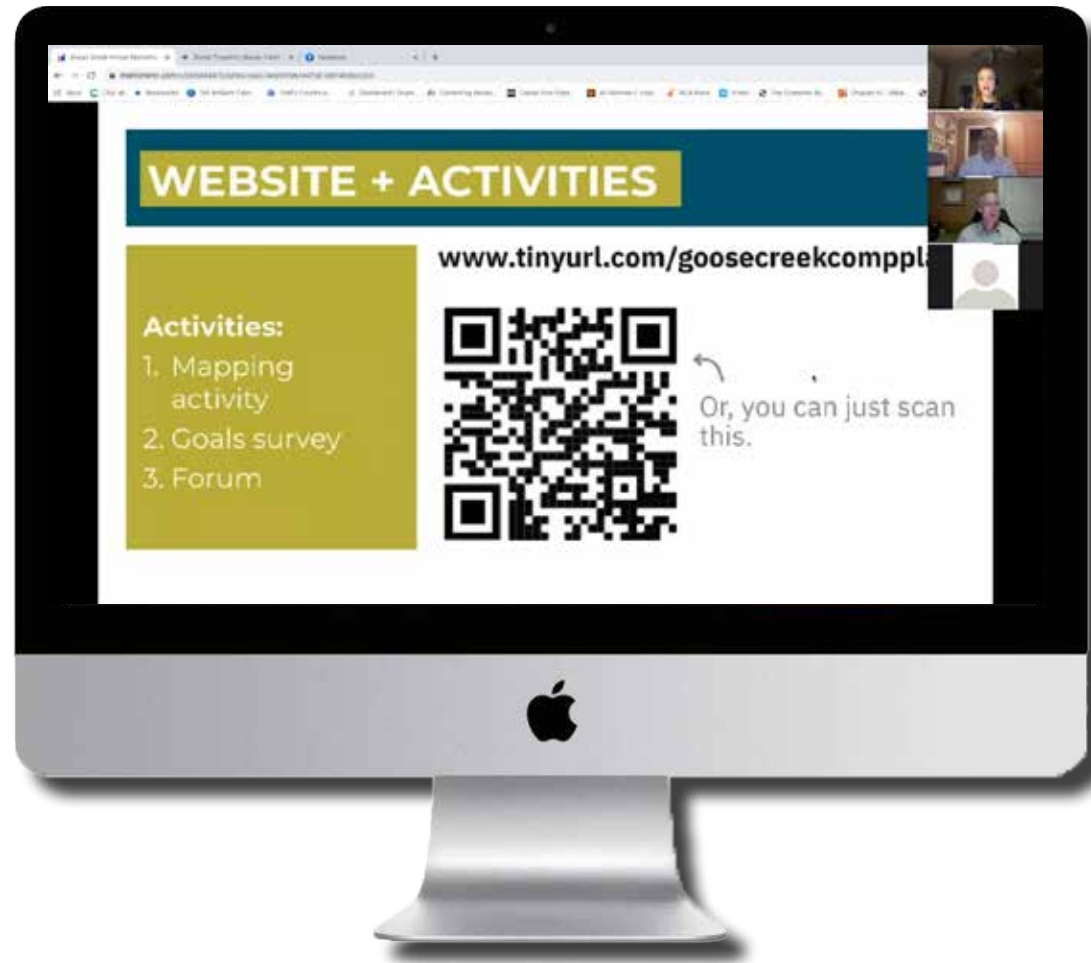 WEBSITE + ACTIVITIES
www.tinyurl.com/goosecreekcomppla
Activities:
1. Mapping
activity
2. Goals survey
3. Forum
Or, you can just scan
this.